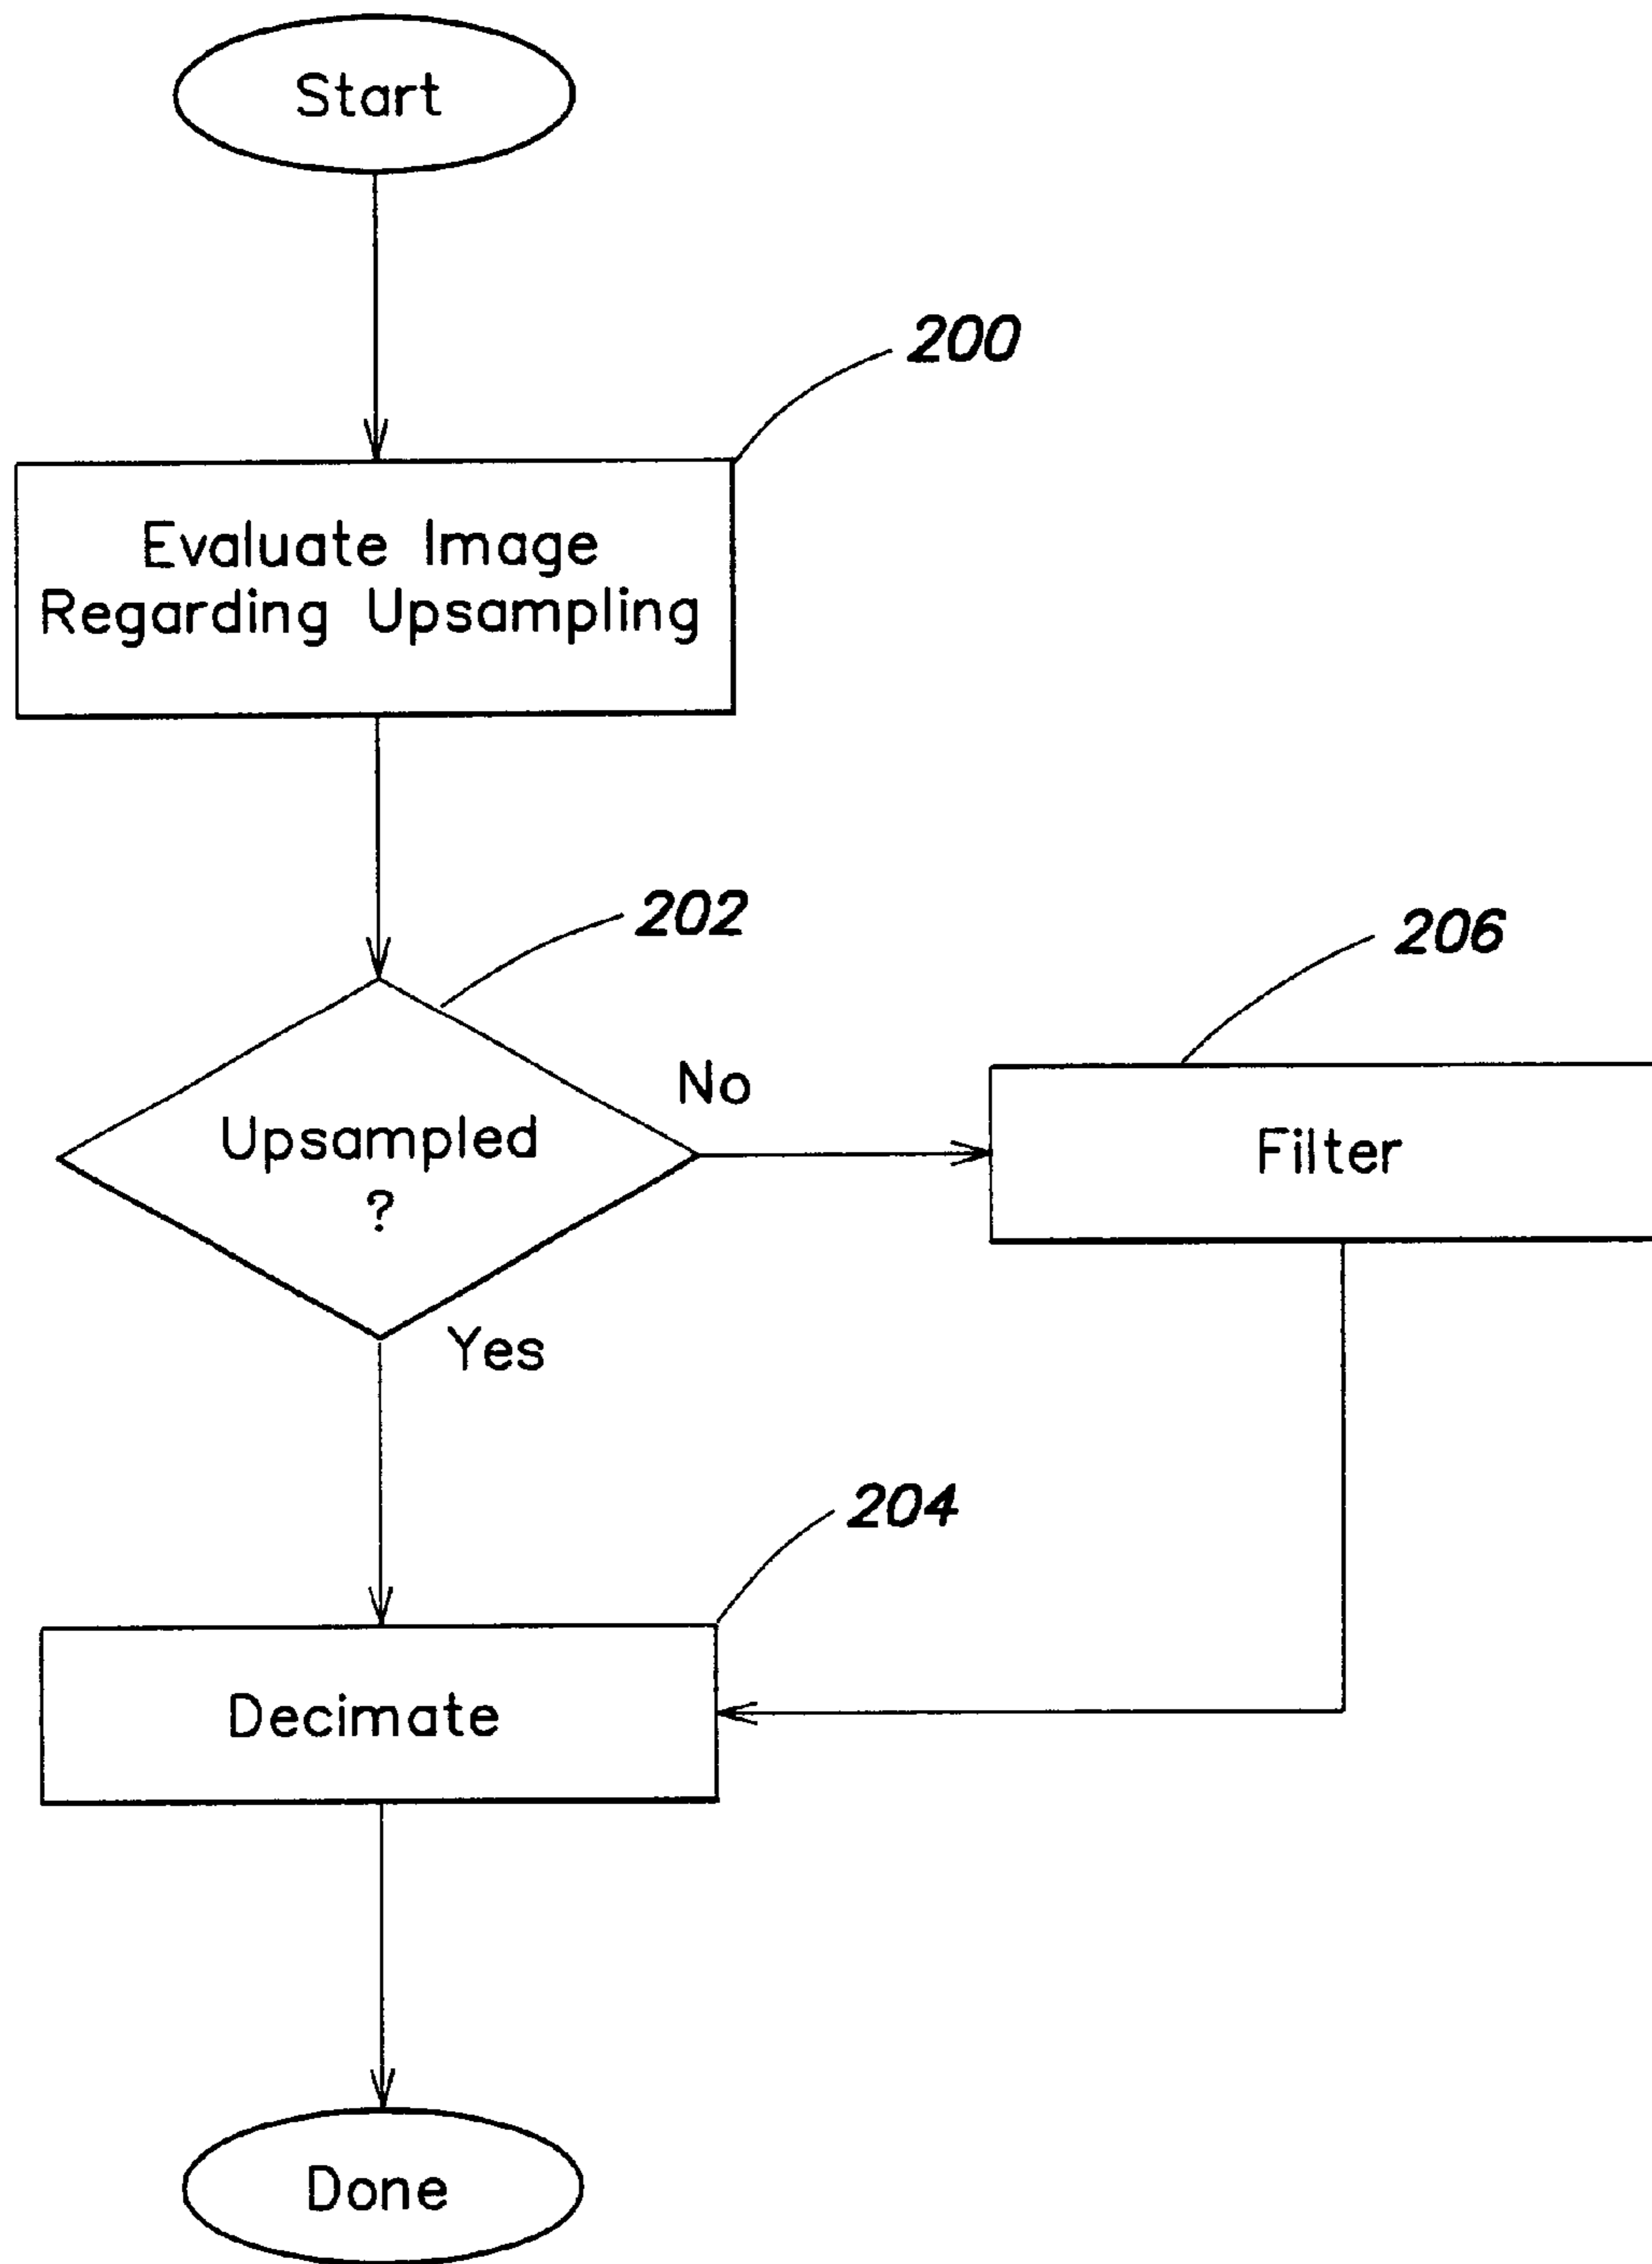 Start
200
Evaluate Image
Regarding Upsampling
202
206
No
Upsampled
?
Filter
Yes
204
Decimate
Done